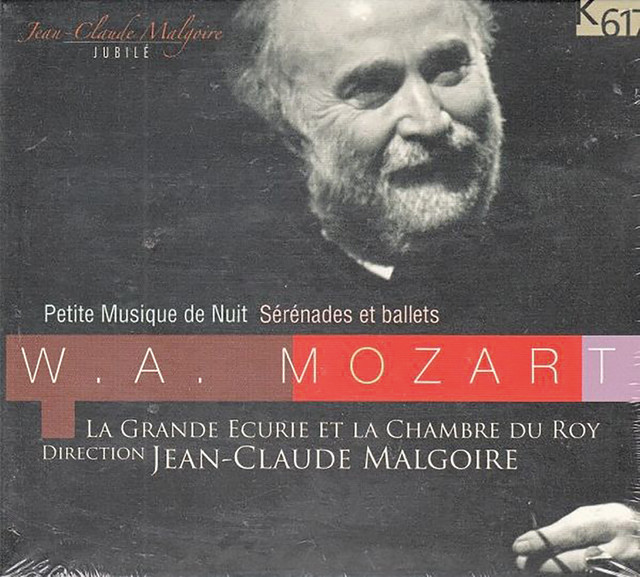 Jean-Claude Malgoire
JUBILÉ
K617
Petite Musique de Nuit Sérénades et ballets
W. A. MOZART
LA GRANDE ECURIE ET LA CHAMBRE DU ROY
DIRECTION JEAN-CLAUDE MALGOIRE